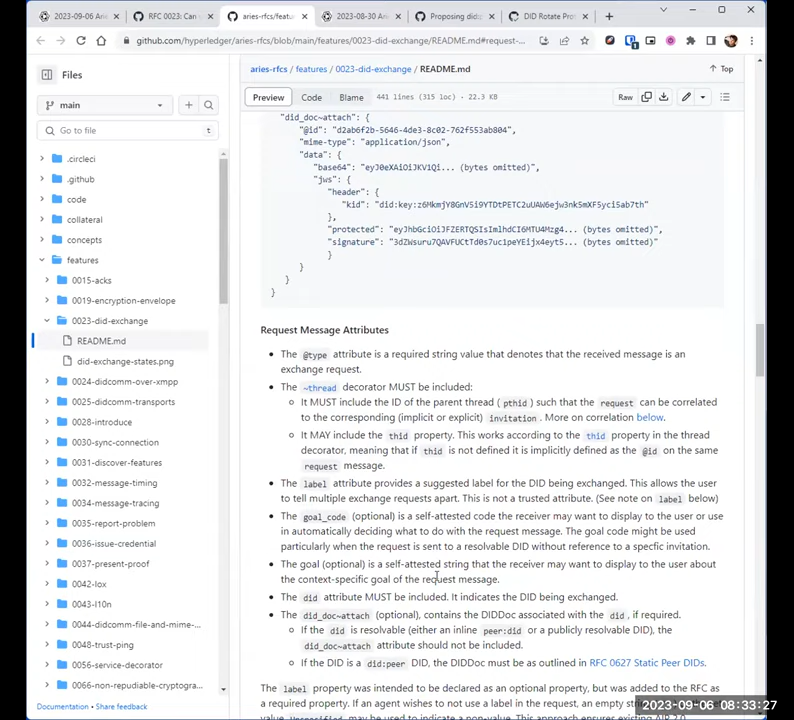 2023-09-06 Arie
RFC 0023: Can w
aries-rfcs/featur
2023-08-30 Arie
Proposing did:p
DID Rotate Prot
github.com/hyperledger/aries-rfcs/blob/main/features/0023-did-exchange/README.md#request-...
Files
aries-rfcs / features / 0023-did-exchange / README.md
Top
main
Preview Code Blame 441 lines (315 loc) · 22.3 KB
Raw
Go to file t
.circleci
.github
code
collateral
concepts
features
0015-acks
0019-encryption-envelope
0023-did-exchange
README.md
did-exchange-states.png
0024-didcomm-over-xmpp
0025-didcomm-transports
0028-introduce
0030-sync-connection
0031-discover-features
0032-message-timing
0034-message-tracing
0035-report-problem
0036-issue-credential
0037-present-proof
0042-lox
0043-l10n
0044-didcomm-file-and-mime-...
0048-trust-ping
0056-service-decorator
0066-non-repudiable-cryptogra...
Documentation • Share feedback
"did_doc~attach": {
"@id": "d2ab6f2b-5646-4de3-8c02-762f553ab804",
"mime-type": "application/json",
"data": {
"base64": "eyJ0eXAiOiJKV1Qi... (bytes omitted)",
"jws": {
"header": {
"kid": "did:key:z6MkmjY8GnV5i9YTDtPETC2uUAW6ejw3nk5mXF5yci5ab7th"
},
"protected": "eyJhbGciOiJFZERTQSIsImlhdCI6MTU4Mzg4... (bytes omitted)",
"signature": "3dZWsuru7QAVFUCtTd0s7uc1peYEijx4eyt5... (bytes omitted)"
}
}
}
}
Request Message Attributes
• The @type attribute is a required string value that denotes that the received message is an
exchange request.
• The ~thread decorator MUST be included:
It MUST include the ID of the parent thread ( pthid ) such that the request can be correlated
to the corresponding (implicit or explicit) invitation . More on correlation below.
It MAY include the thid property. This works according to the thid property in the thread
decorator, meaning that if thid is not defined it is implicitly defined as the @id on the same
request message.
• The label attribute provides a suggested label for the DID being exchanged. This allows the user
to tell multiple exchange requests apart. This is not a trusted attribute. (See note on label below)
• The goal_code (optional) is a self-attested code the receiver may want to display to the user or use
in automatically deciding what to do with the request message. The goal code might be used
particularly when the request is sent to a resolvable DID without reference to a specfic invitation.
• The goal (optional) is a self-attested string that the receiver may want to display to the user about
the context-specific goal of the request message.
• The did attribute MUST be included. It indicates the DID being exchanged.
• The did_doc~attach (optional), contains the DIDDoc associated with the did , if required.
If the did is resolvable (either an inline peer:did or a publicly resolvable DID), the
did_doc~attach attribute should not be included.
If the DID is a did:peer DID, the DIDDoc must be as outlined in RFC 0627 Static Peer DIDs.
The label property was intended to be declared as an optional property, but was added to the RFC as
a required property. If an agent wishes to not use a label in the request, an empty
2023-09-06 08:33:27